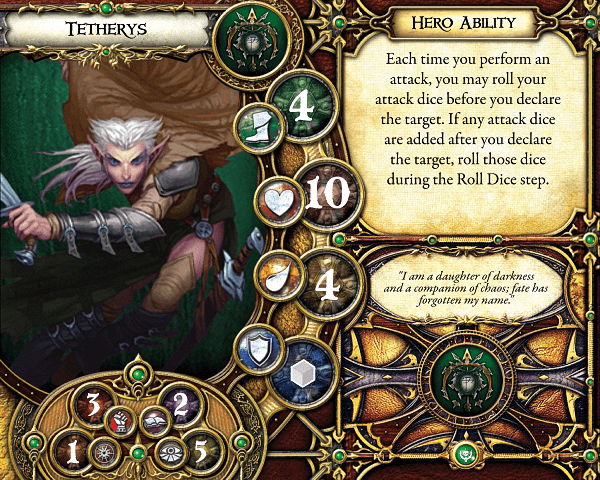 Tetherys
Hero Ability
Each time you perform an
attack, you may roll your
attack dice before you declare
the target. If any attack dice
are added after you declare
the target, roll those dice
during the Roll Dice step.
4
10
4
"I am a daughter of darkness
and a companion of chaos; fate has
forgotten my name."
3
2
1
5